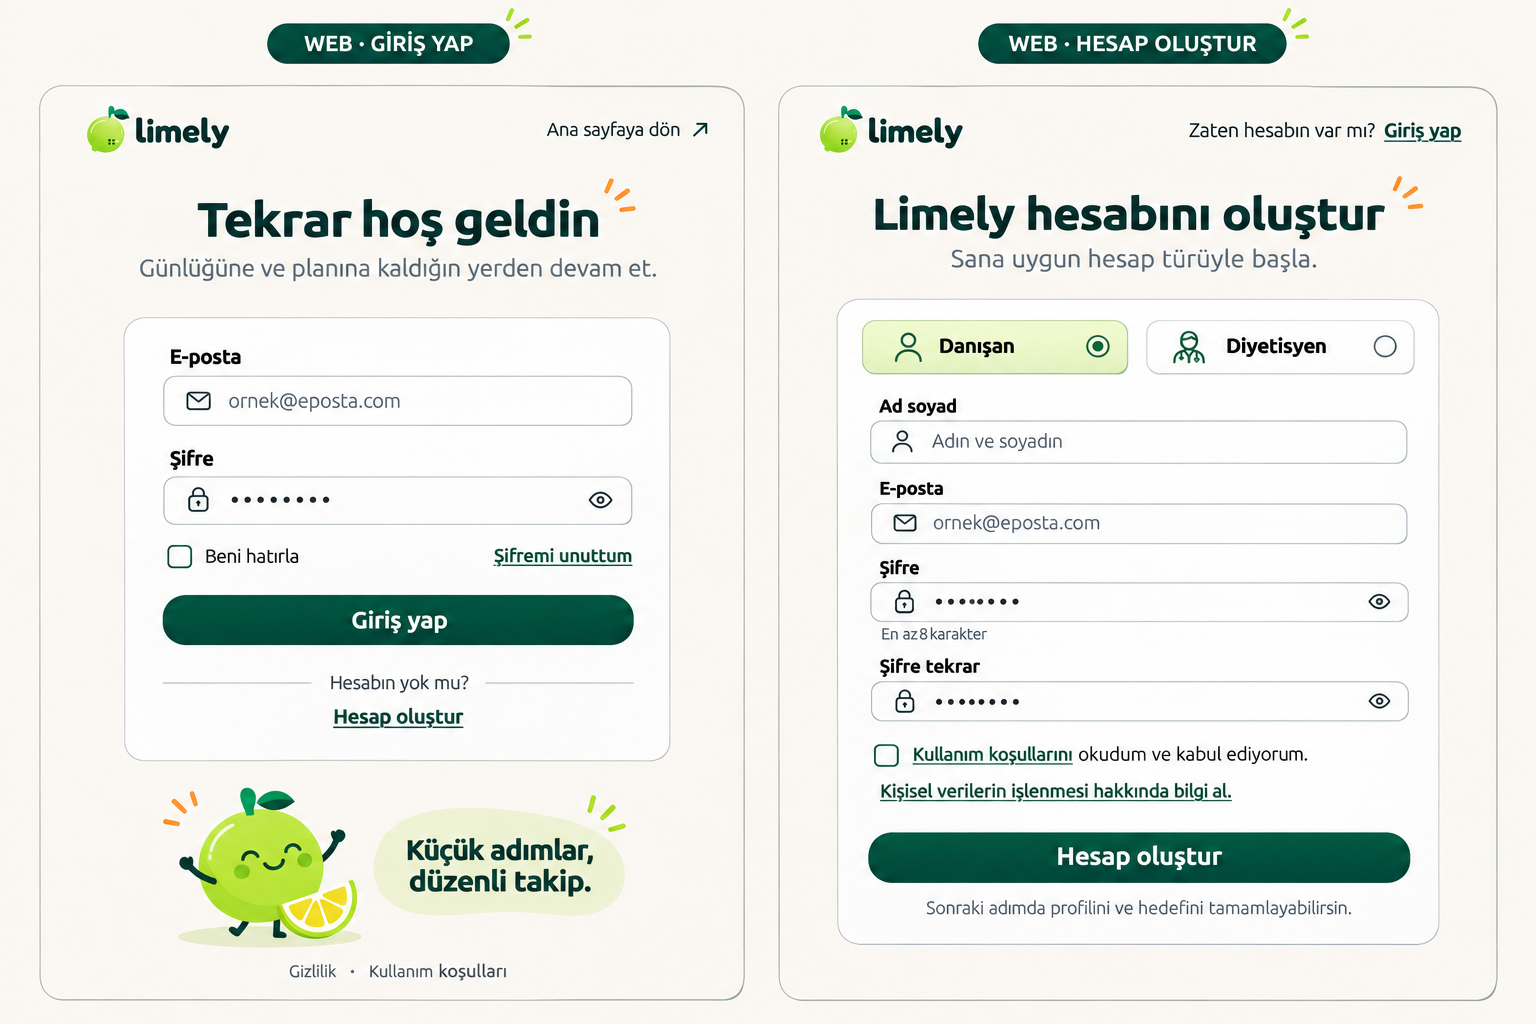 WEB · GİRİŞ YAP
limely
Ana sayfaya dön
Tekrar hoş geldin
Günlüğüne ve planına kaldığın yerden devam et.
E-posta
ornek@eposta.com
Şifre
••••••••
Beni hatırla
Şifremi unuttum
Giriş yap
Hesabın yok mu?
Hesap oluştur
Küçük adımlar,
düzenli takip.
Gizlilik • Kullanım koşulları
WEB · HESAP OLUŞTUR
limely
Zaten hesabın var mı? Giriş yap
Limely hesabını oluştur
Sana uygun hesap türüyle başla.
Danışan
Diyetisyen
Ad soyad
Adın ve soyadın
E-posta
ornek@eposta.com
Şifre
••••••••
En az 8 karakter
Şifre tekrar
••••••••
Kullanım koşullarını okudum ve kabul ediyorum.
Kişisel verilerin işlenmesi hakkında bilgi al.
Hesap oluştur
Sonraki adımda profilini ve hedefini tamamlayabilirsin.